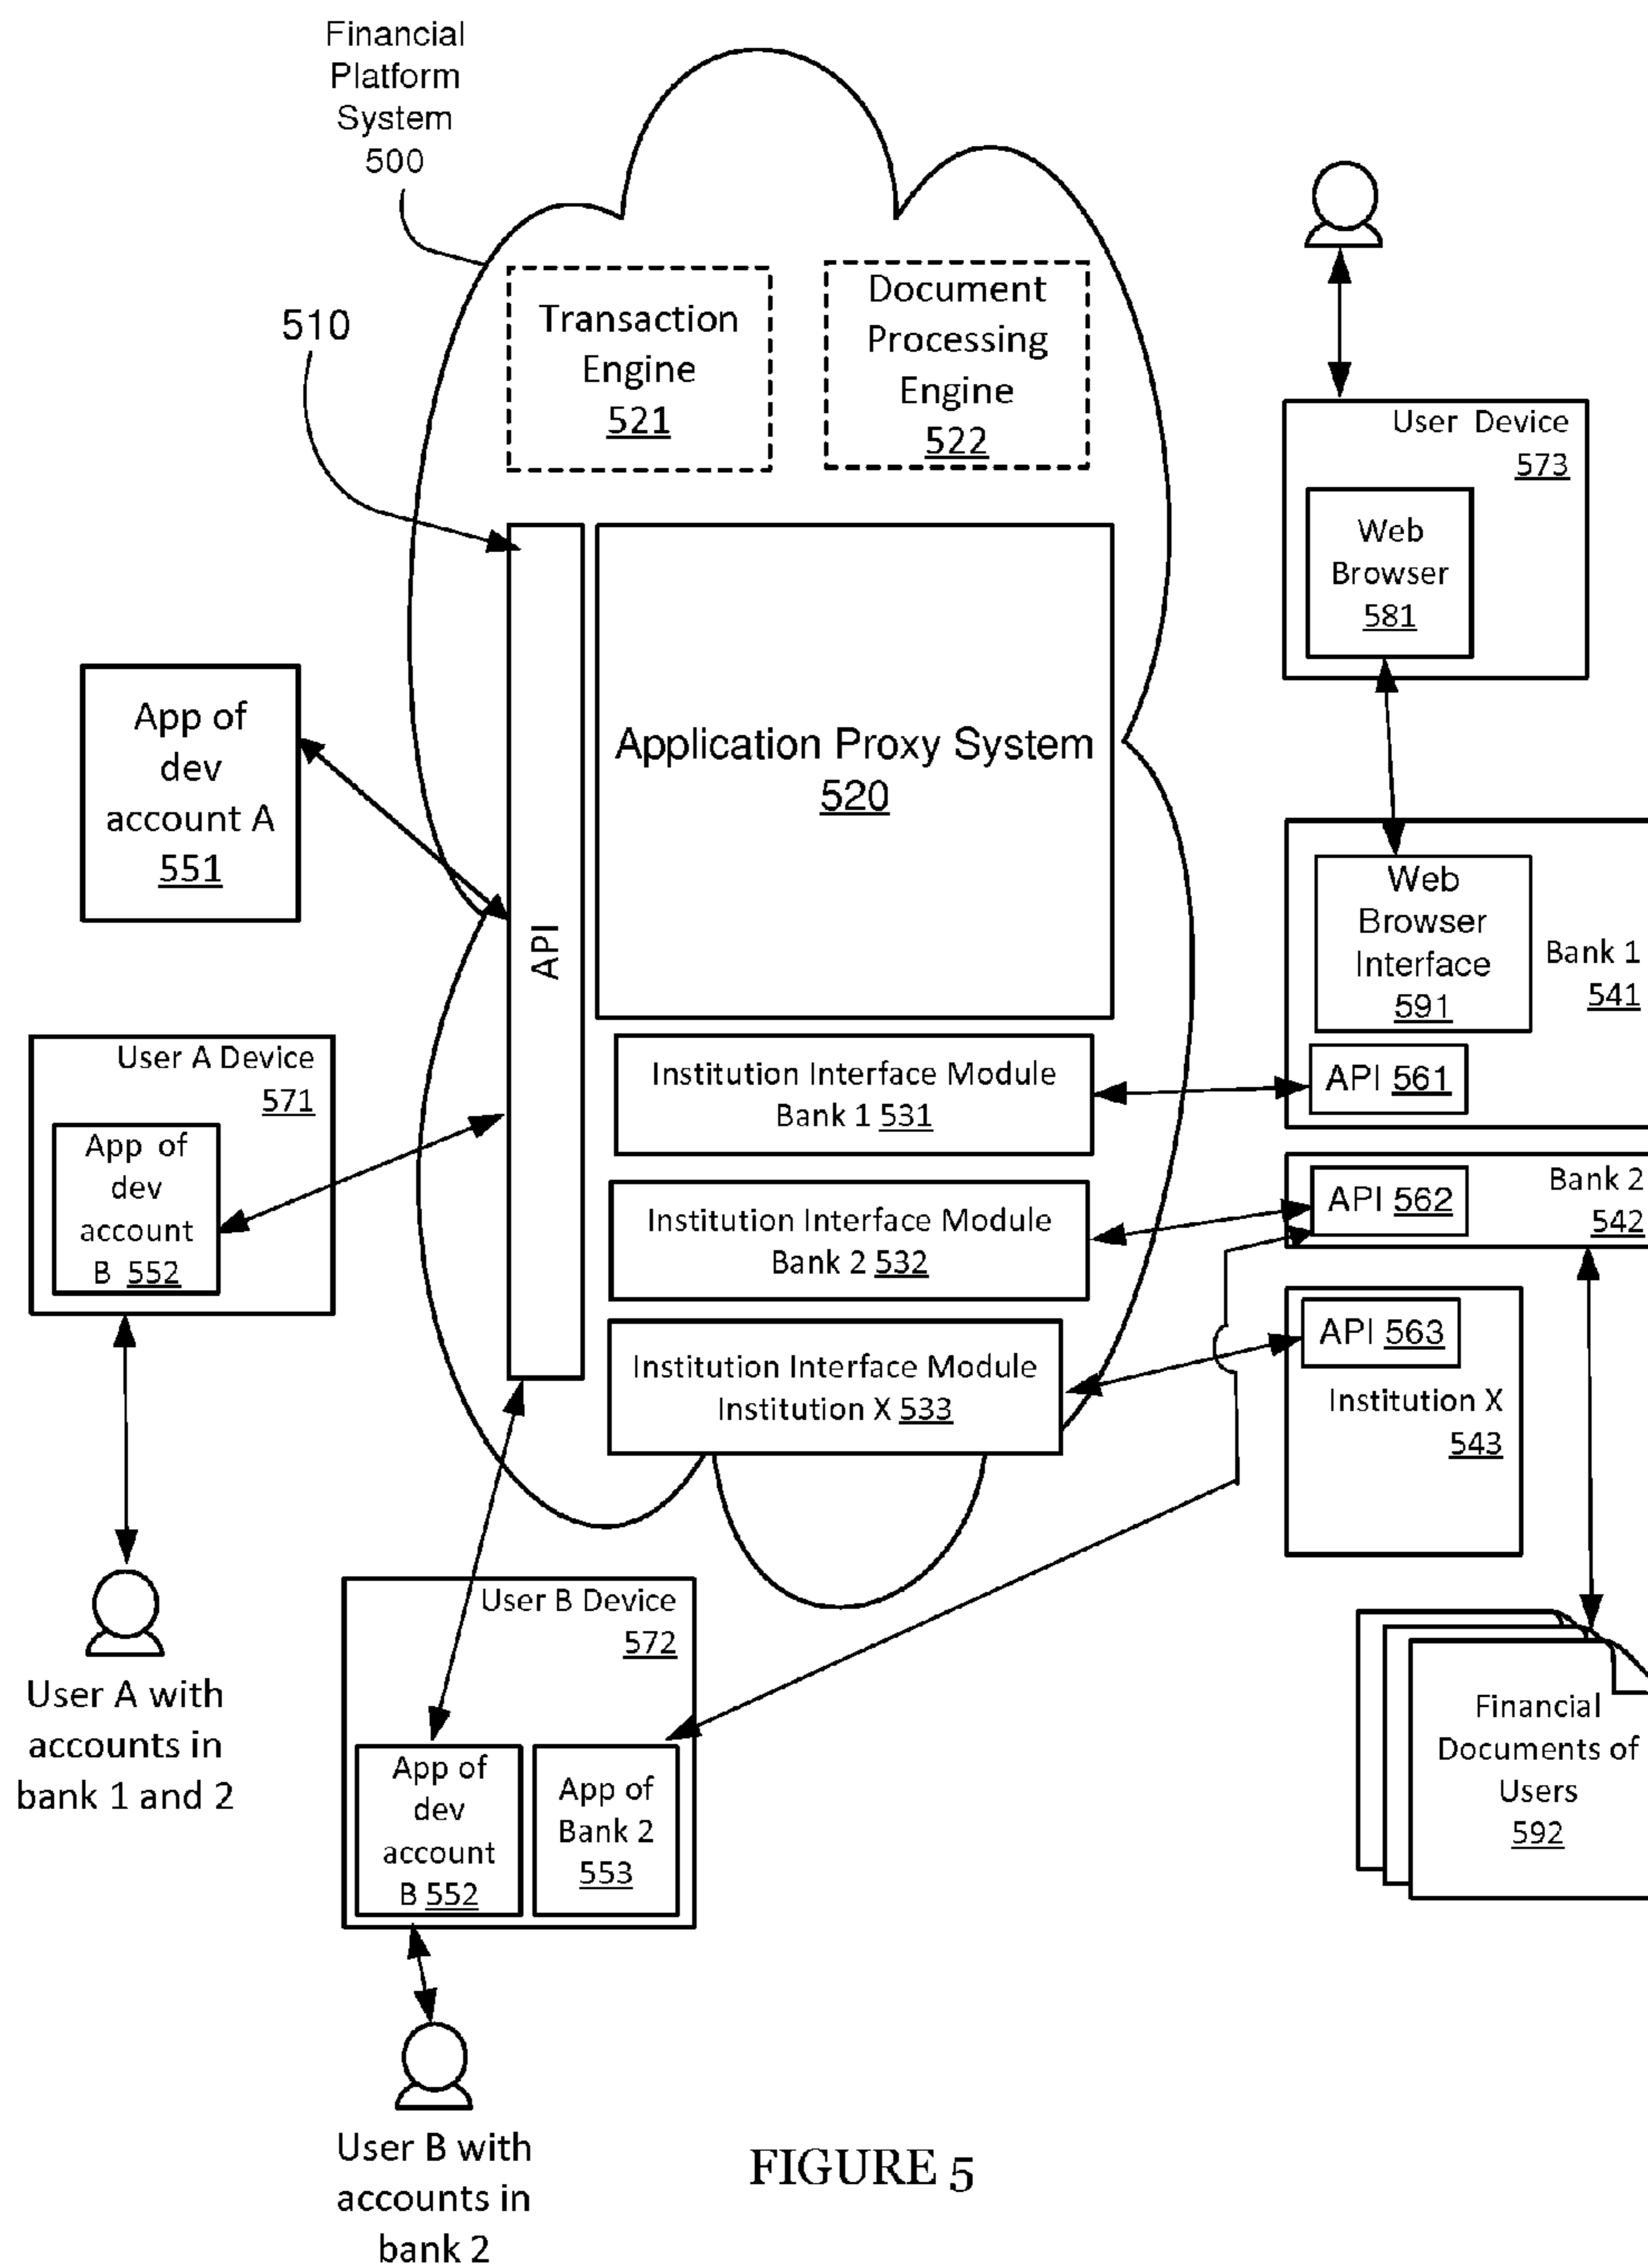 Financial
Platform
System
500
510
Transaction
Engine
521
Document
Processing
Engine
522
User Device
573
Web
Browser
581
App of
dev
account A
551
API
Application Proxy System
520
Web
Browser
Interface
591
Bank 1
541
API 561
User A Device
571
App of
dev
account
B 552
Institution Interface Module
Bank 1 531
Institution Interface Module
Bank 2 532
Institution Interface Module
Institution X 533
API 562
Bank 2
542
API 563
Institution X
543
User A with
accounts in
bank 1 and 2
User B Device
572
App of
dev
account
B 552
App of
Bank 2
553
Financial
Documents of
Users
592
User B with
accounts in
bank 2
FIGURE 5